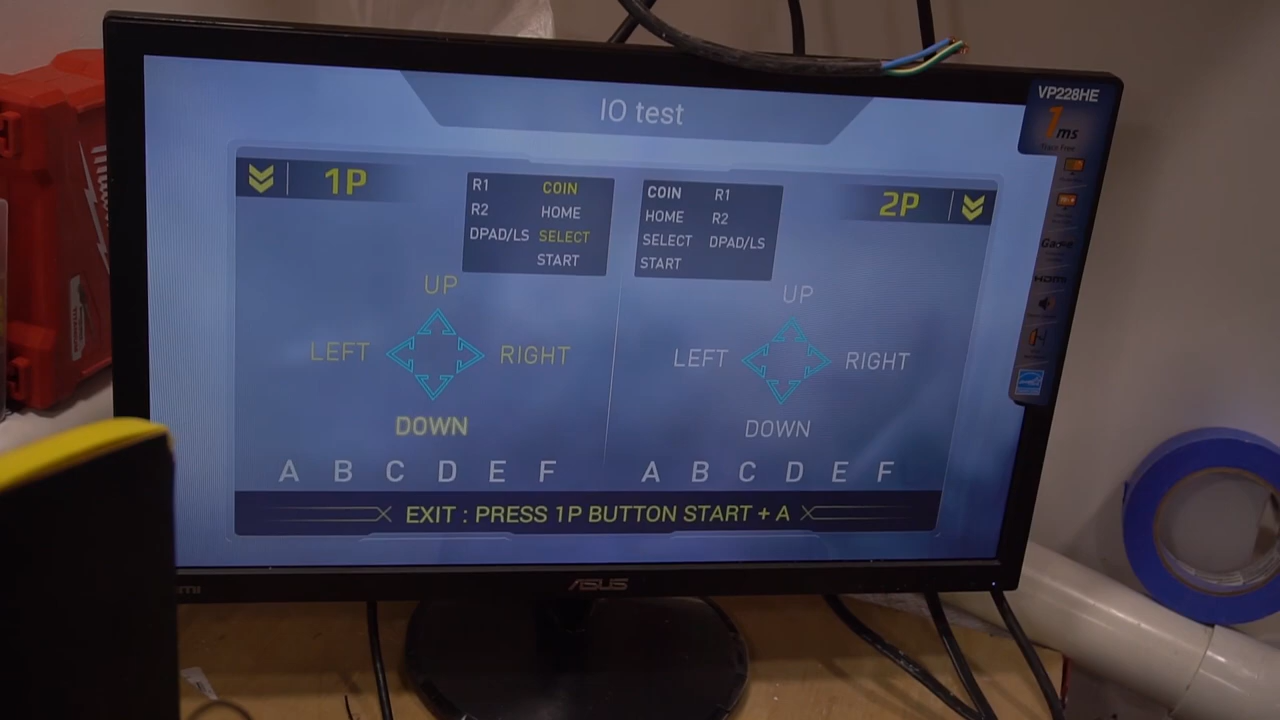 IO test
VP228HE
1ms
1P
R1 COIN
R2 HOME
DPAD/LS SELECT
START
COIN R1
HOME R2
SELECT DPAD/LS
START
2P
UP
LEFT RIGHT
DOWN
UP
LEFT RIGHT
DOWN
A B C D E F
A B C D E F
EXIT : PRESS 1P BUTTON START + A
HDMI
ASUS